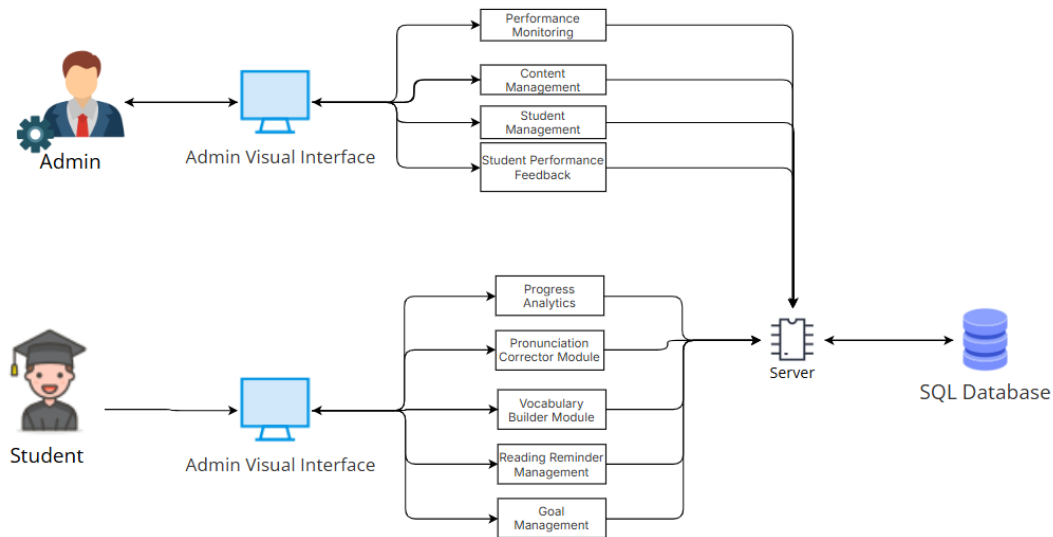 Performance
Monitoring
Content
Management
Student
Management
Student Performance
Feedback
Admin
Admin Visual Interface
Progress
Analytics
Pronunciation
Corrector Module
Vocabulary
Builder Module
Reading Reminder
Management
Goal
Management
Student
Admin Visual Interface
Server
SQL Database